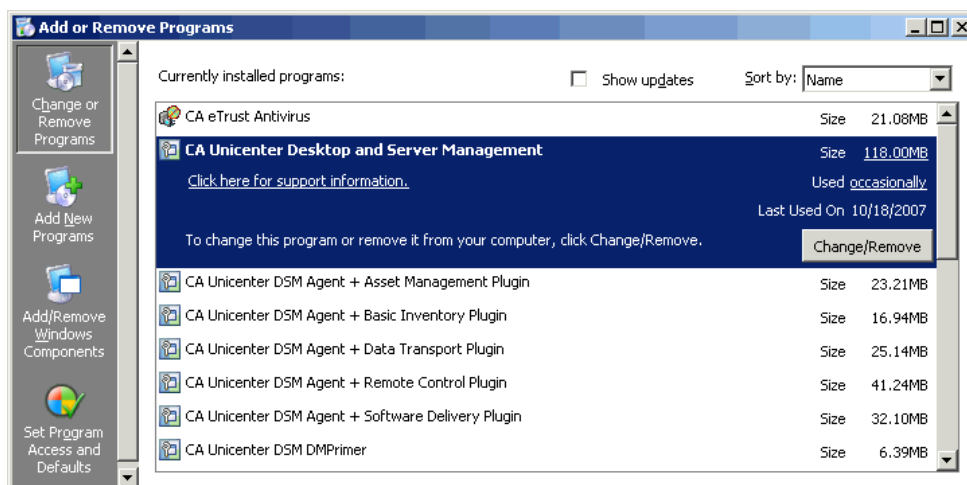 Add or Remove Programs
Change or
Remove
Programs
Add New
Programs
Add/Remove
Windows
Components
Set Program
Access and
Defaults
Currently installed programs:
Show updates
Sort by: Name
CA eTrust Antivirus Size 21.08MB
CA Unicenter Desktop and Server Management Size 118.00MB
Click here for support information. Used occasionally
Last Used On 10/18/2007
To change this program or remove it from your computer, click Change/Remove. Change/Remove
CA Unicenter DSM Agent + Asset Management Plugin Size 23.21MB
CA Unicenter DSM Agent + Basic Inventory Plugin Size 16.94MB
CA Unicenter DSM Agent + Data Transport Plugin Size 25.14MB
CA Unicenter DSM Agent + Remote Control Plugin Size 41.24MB
CA Unicenter DSM Agent + Software Delivery Plugin Size 32.10MB
CA Unicenter DSM DMPrimer Size 6.39MB